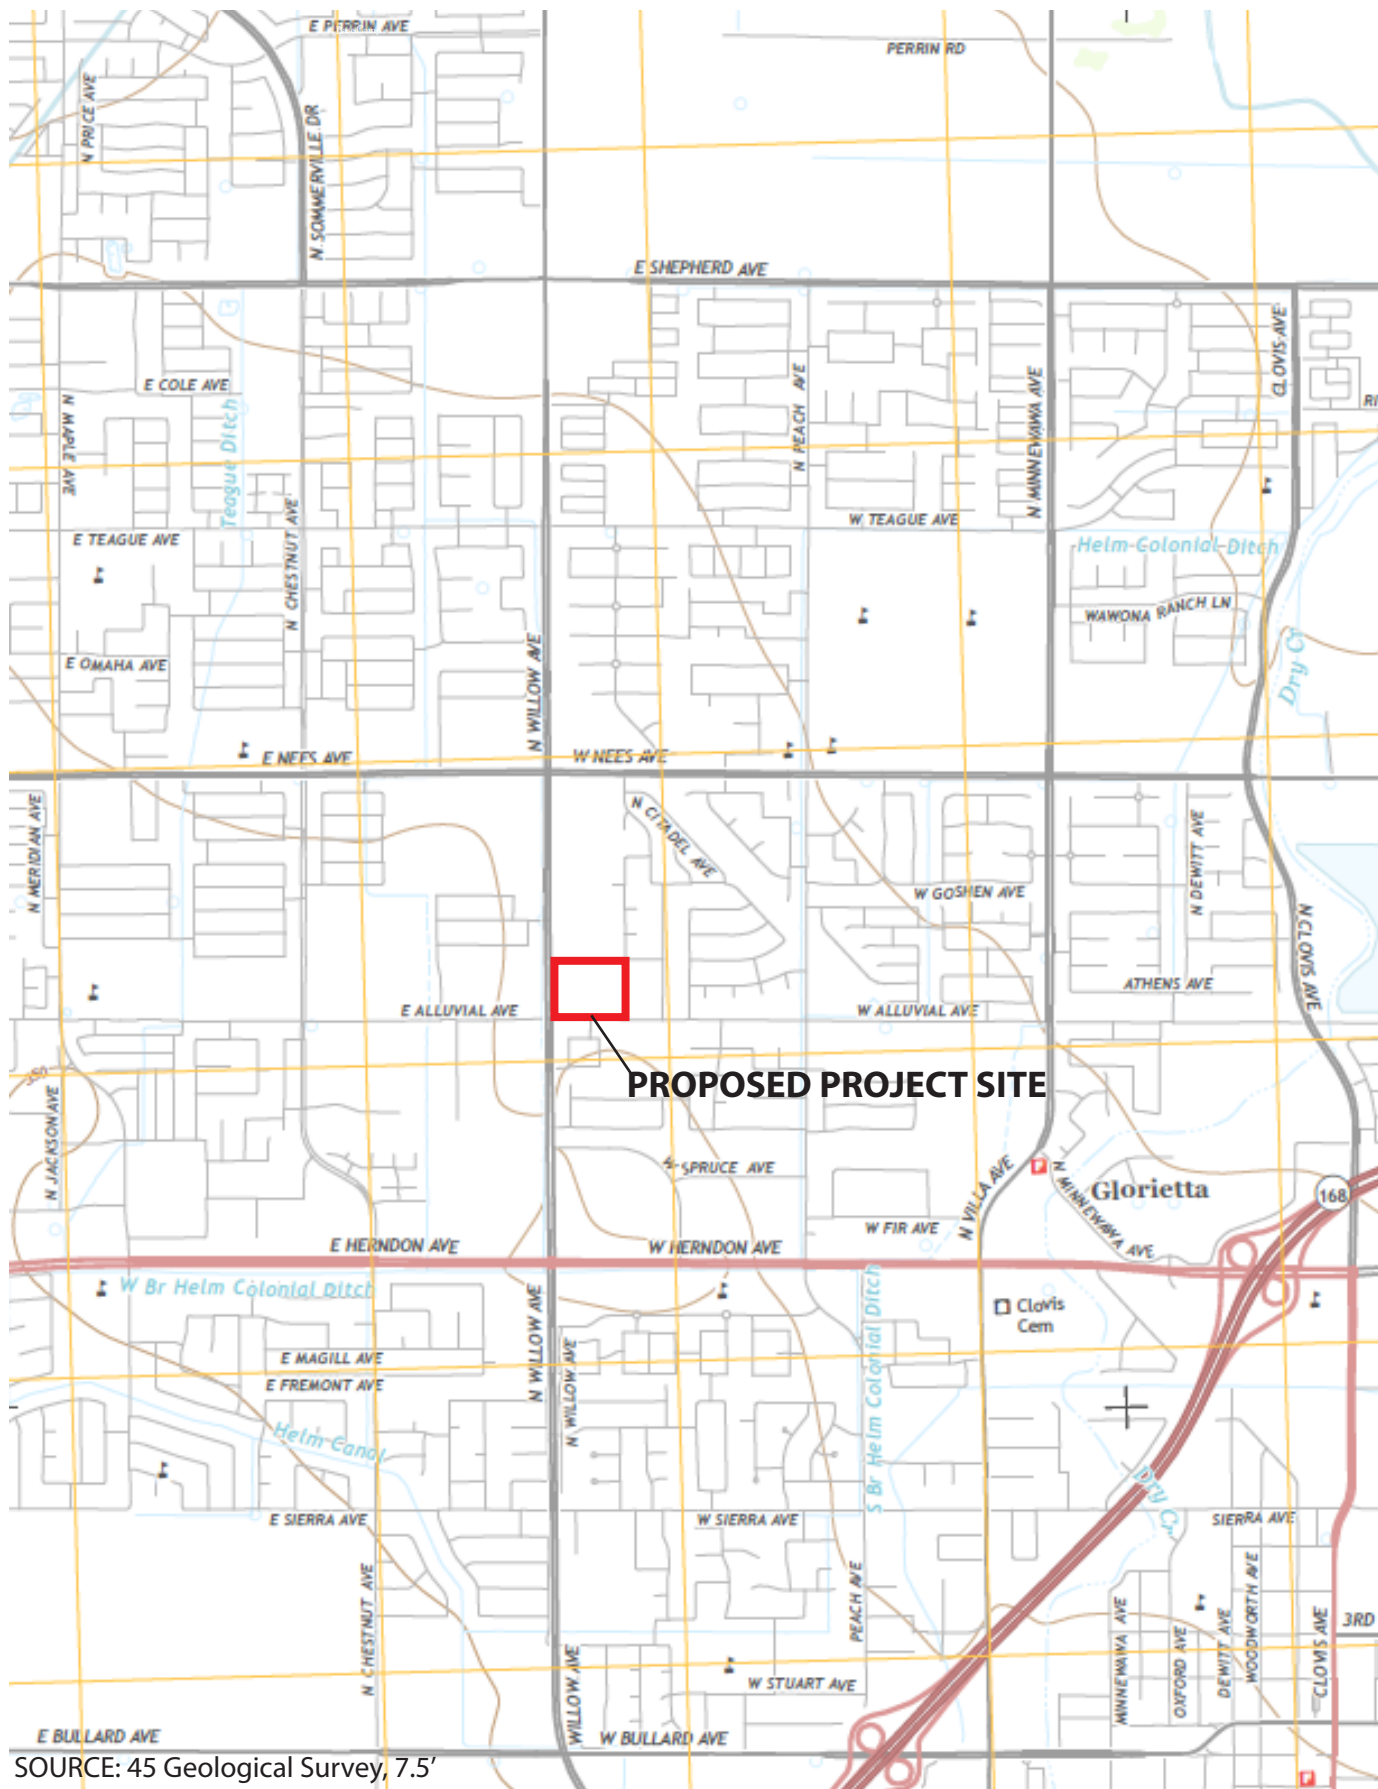 E PERRIN AVE
PERRIN RD
N PRICE AVE
N SOMMERVILLE DR
E SHEPHERD AVE
CLOVIS AVE
E COLE AVE
N PEACH AVE
N MINNEWAWA AVE
N MAPLE AVE
Teague Ditch
N CHESTNUT AVE
W TEAGUE AVE
E TEAGUE AVE
Helm Colonial Ditch
WAWONA RANCH LN
E OMAHA AVE
Dry Cr
N WILLOW AVE
E NEES AVE
W NEES AVE
N MERIDIAN AVE
N CITADEL AVE
N DEWITT AVE
W GOSHEN AVE
N CLOVIS AVE
ATHENS AVE
E ALLUVIAL AVE
W ALLUVIAL AVE
350
PROPOSED PROJECT SITE
N JACKSON AVE
W SPRUCE AVE
N VILLA AVE
N MINNEWAWA AVE
Glorietta
168
W FIR AVE
E HERNDON AVE
W HERNDON AVE
W Br Helm Colonial Ditch
N WILLOW AVE
N WILLOW AVE
S Br Helm Colonial Ditch
Clovis
Cem
E MAGILL AVE
E FREMONT AVE
Helm Canal
Dry Cr
E SIERRA AVE
W SIERRA AVE
SIERRA AVE
N CHESTNUT AVE
PEACH AVE
MINNEWAWA AVE
OXFORD AVE
DEWITT AVE
WOODWORTH AVE
CLOVIS AVE
3RD
WILLOW AVE
W STUART AVE
E BULLARD AVE
W BULLARD AVE
SOURCE: 45 Geological Survey, 7.5′